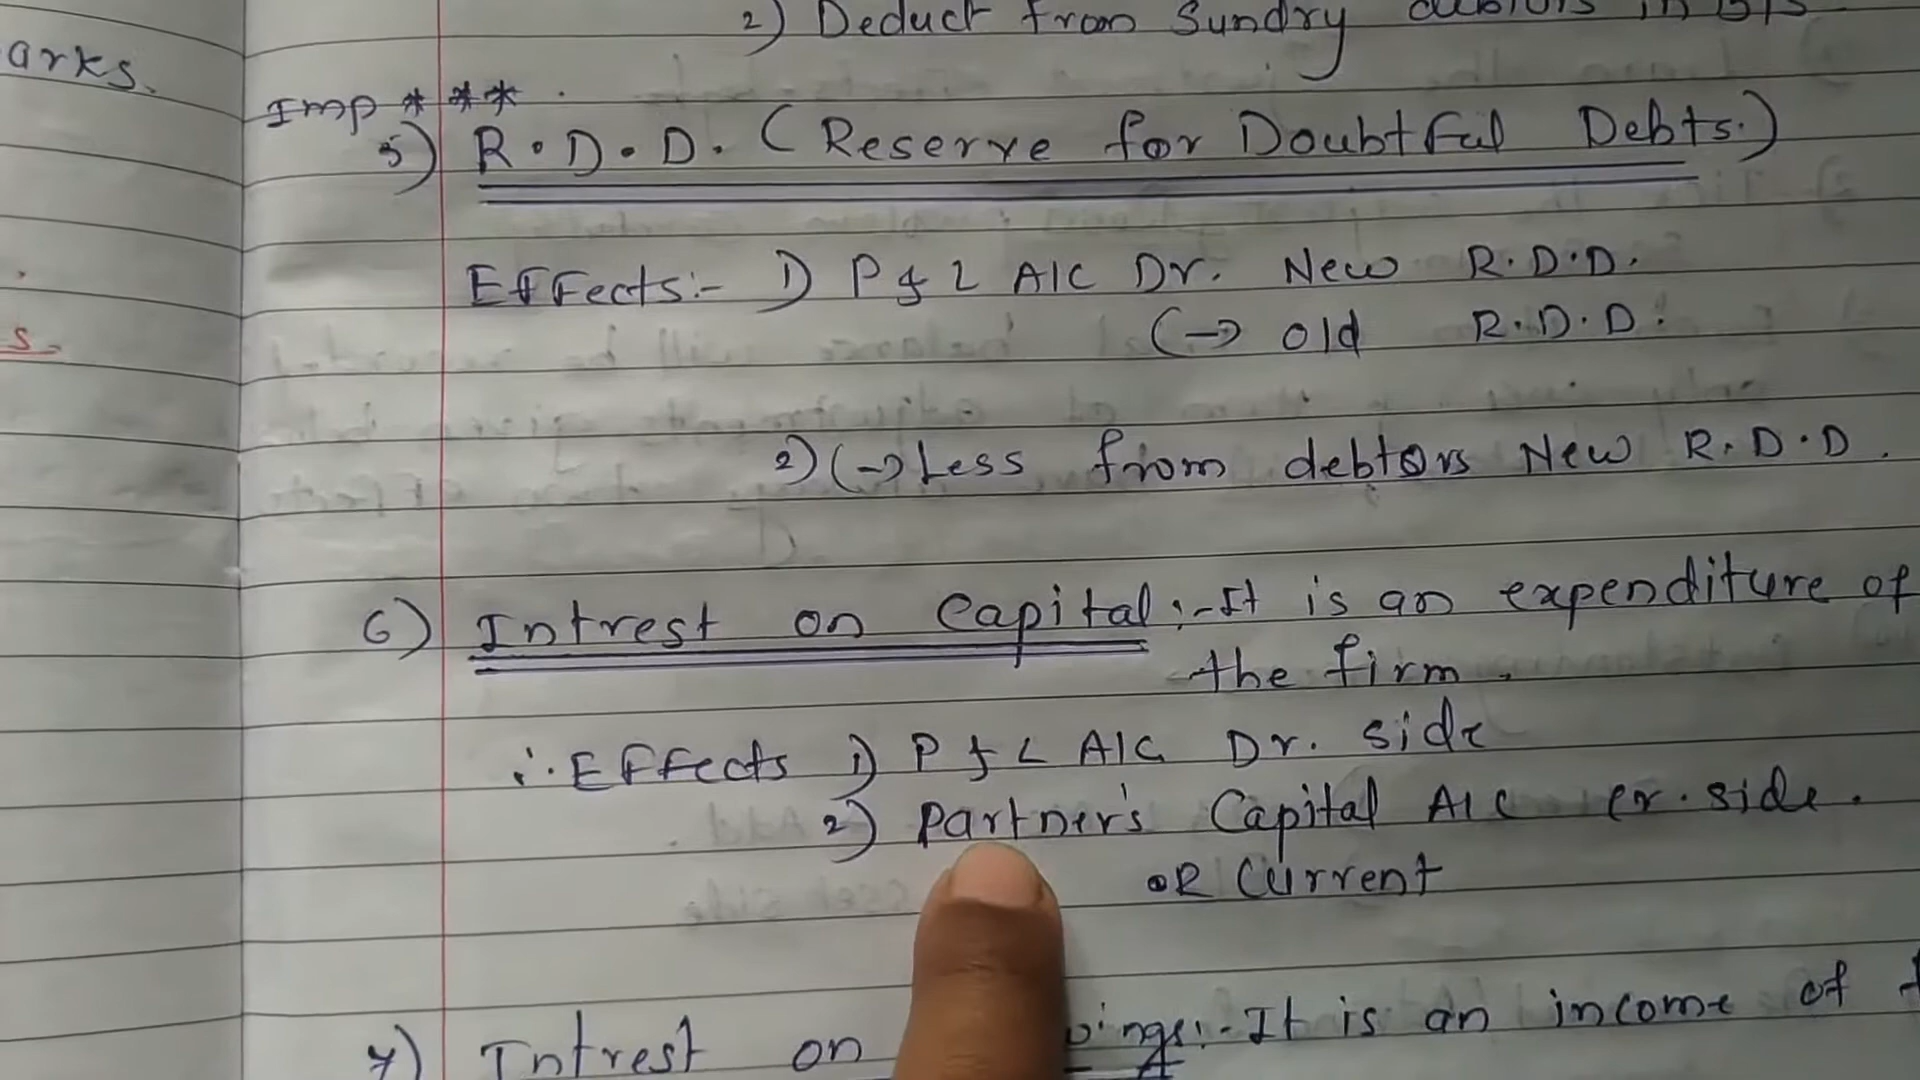 2) Deduct from Sundry debtors in B/S
arks.
Imp * * *
5) R.D.D. (Reserve for Doubtful Debts.)
Effects:- 1) P & L A/C Dr. New R.D.D.
(-) old R.D.D.
s.
2) (-) Less from debtors New R.D.D.
6) Intrest on Capital :- It is an expenditure of
the firm.
∴ Effects 1) P & L A/C Dr. side
2) Partner's Capital A/C cr. side.
OR Current
7) Intrest on :- It is an income of